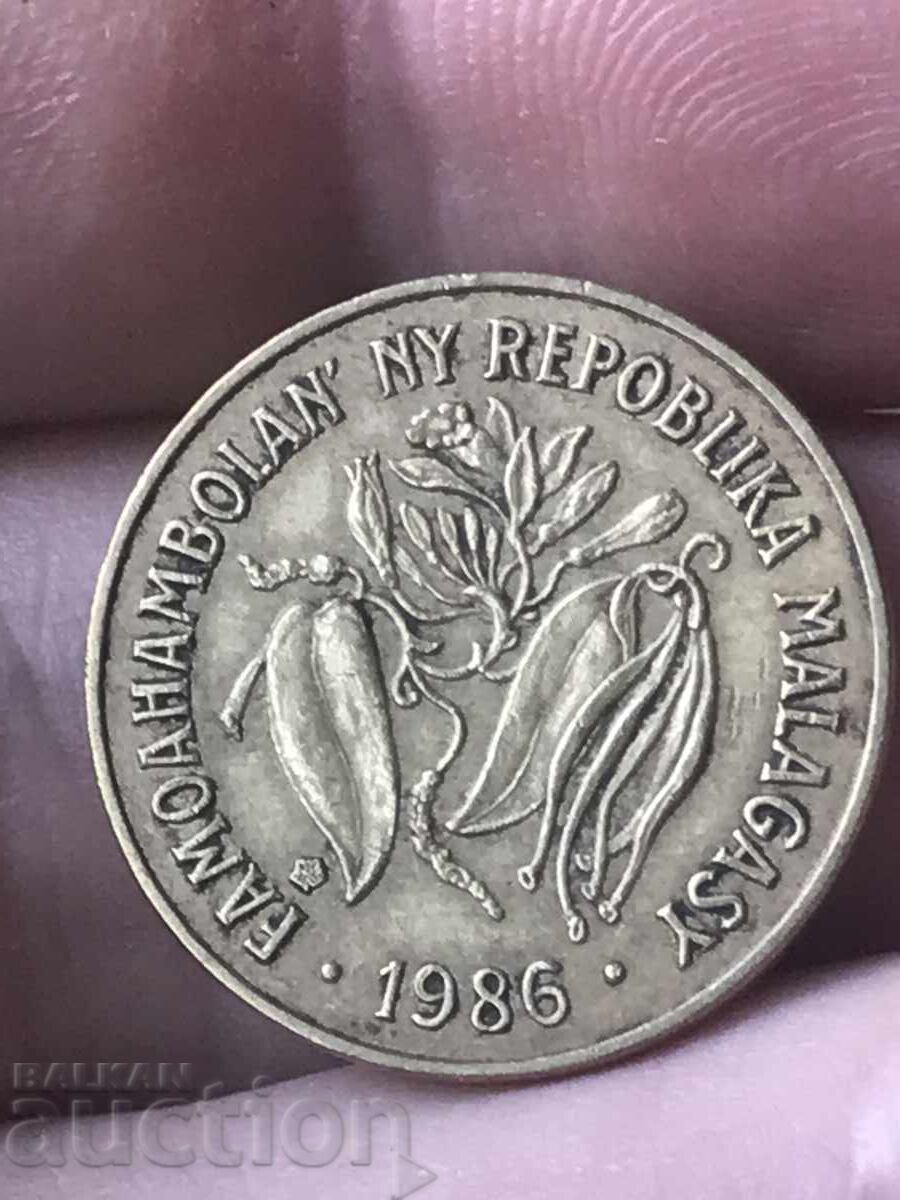 FAMOAHAMBOLAN' NY REPOBLIKA MALAGASY
· 1986 ·
BALKAN
auction